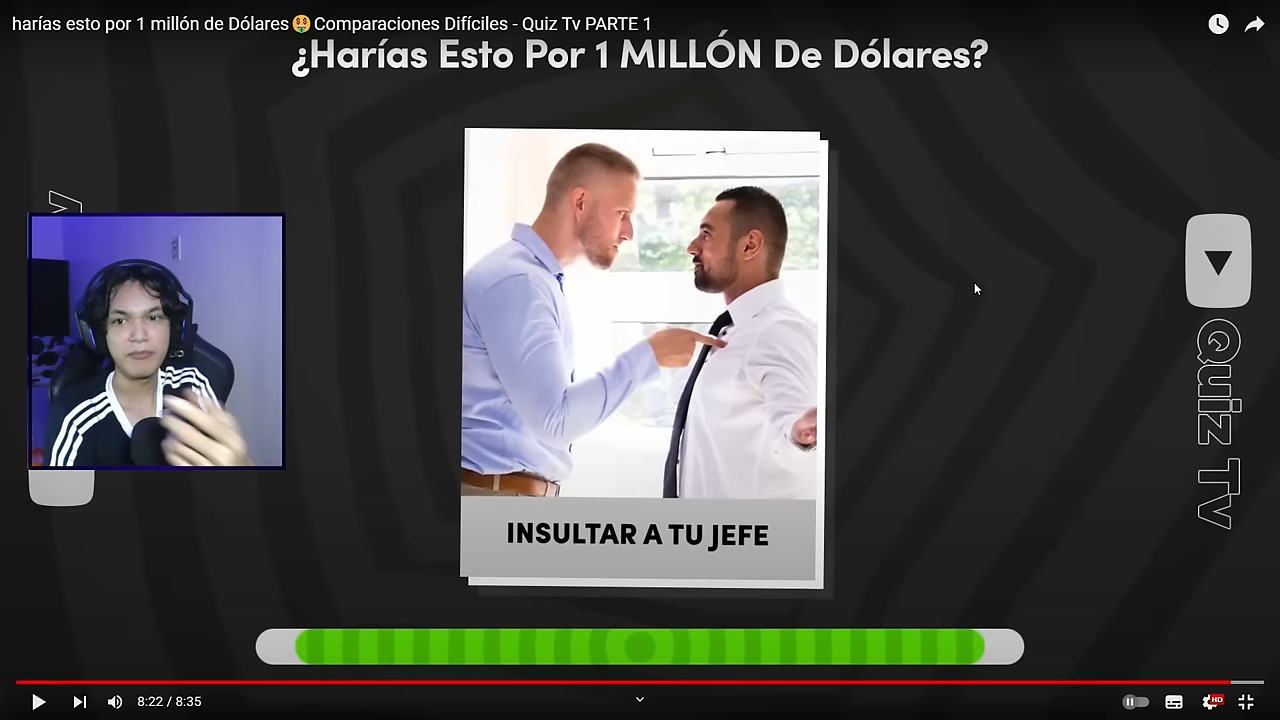 harías esto por 1 millón de Dólares🤑Comparaciones Difíciles - Quiz Tv PARTE 1
¿Harías Esto Por 1 MILLÓN De Dólares?
Quiz Tv
INSULTAR A TU JEFE
8:22 / 8:35
HD